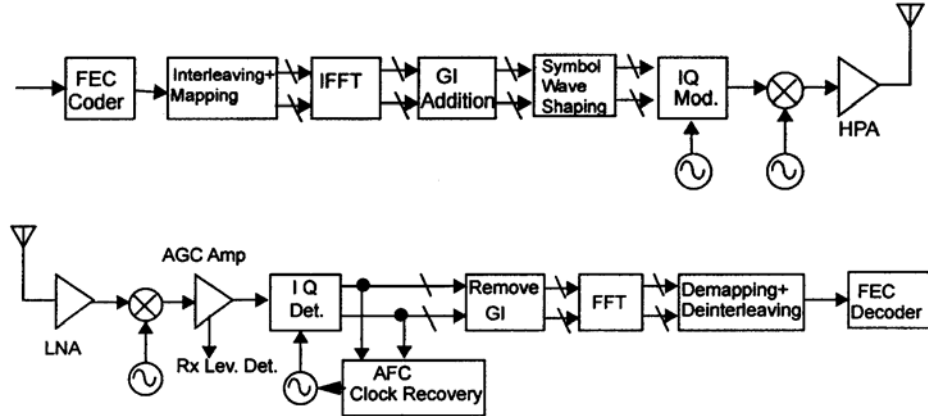 FEC
Coder
Interleaving+
Mapping
IFFT
GI
Addition
Symbol
Wave
Shaping
IQ
Mod.
HPA
LNA
AGC Amp
Rx Lev. Det.
I Q
Det.
AFC
Clock Recovery
Remove
GI
FFT
Demapping+
Deinterleaving
FEC
Decoder